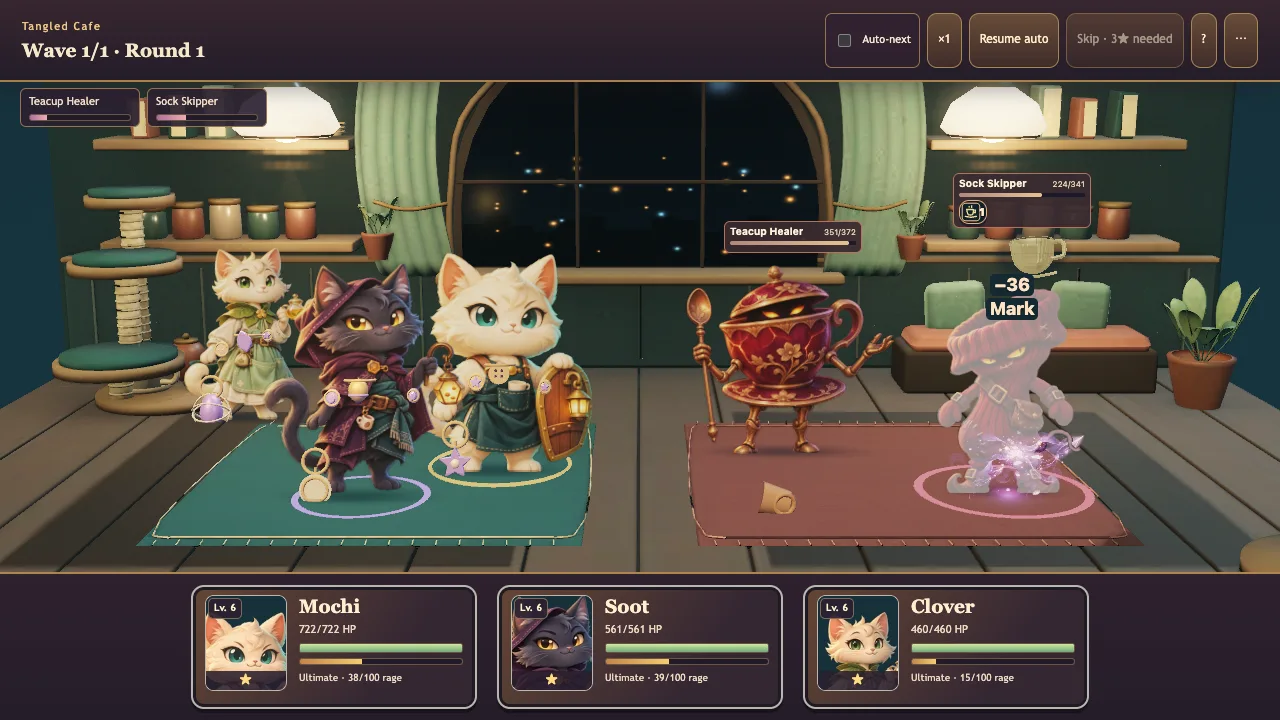 Tangled Cafe
Wave 1/1 · Round 1
Auto-next
×1
Resume auto
Skip · 3★ needed
?
...
Teacup Healer
Sock Skipper
Sock Skipper 224/341
1
Teacup Healer 351/372
−36
Mark
Lv. 6
Mochi
722/722 HP
Ultimate · 38/100 rage
Lv. 6
Soot
561/561 HP
Ultimate · 39/100 rage
Lv. 6
Clover
460/460 HP
Ultimate · 15/100 rage